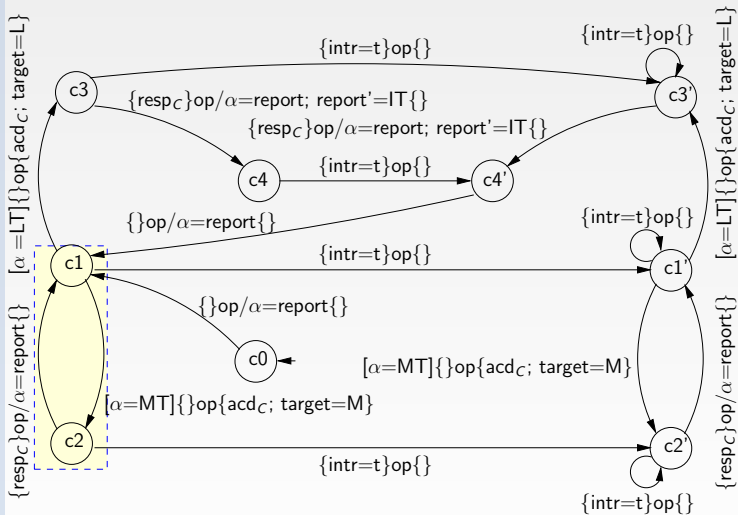 {intr=t}op{}
{intr=t}op{}
c3
c3'
{resp_C}op/α=report; report'=IT{}
{resp_C}op/α=report; report'=IT{}
[α =LT]{}op{acd_C; target=L}
[α=LT]{}op{acd_C; target=L}
{intr=t}op{}
c4
c4'
{}op/α=report{}
{intr=t}op{}
{intr=t}op{}
c1
c1'
{}op/α=report{}
c0
[α=MT]{}op{acd_C; target=M}
[α=MT]{}op{acd_C; target=M}
{resp_C}op/α=report{}
{resp_C}op/α=report{}
c2
c2'
{intr=t}op{}
{intr=t}op{}